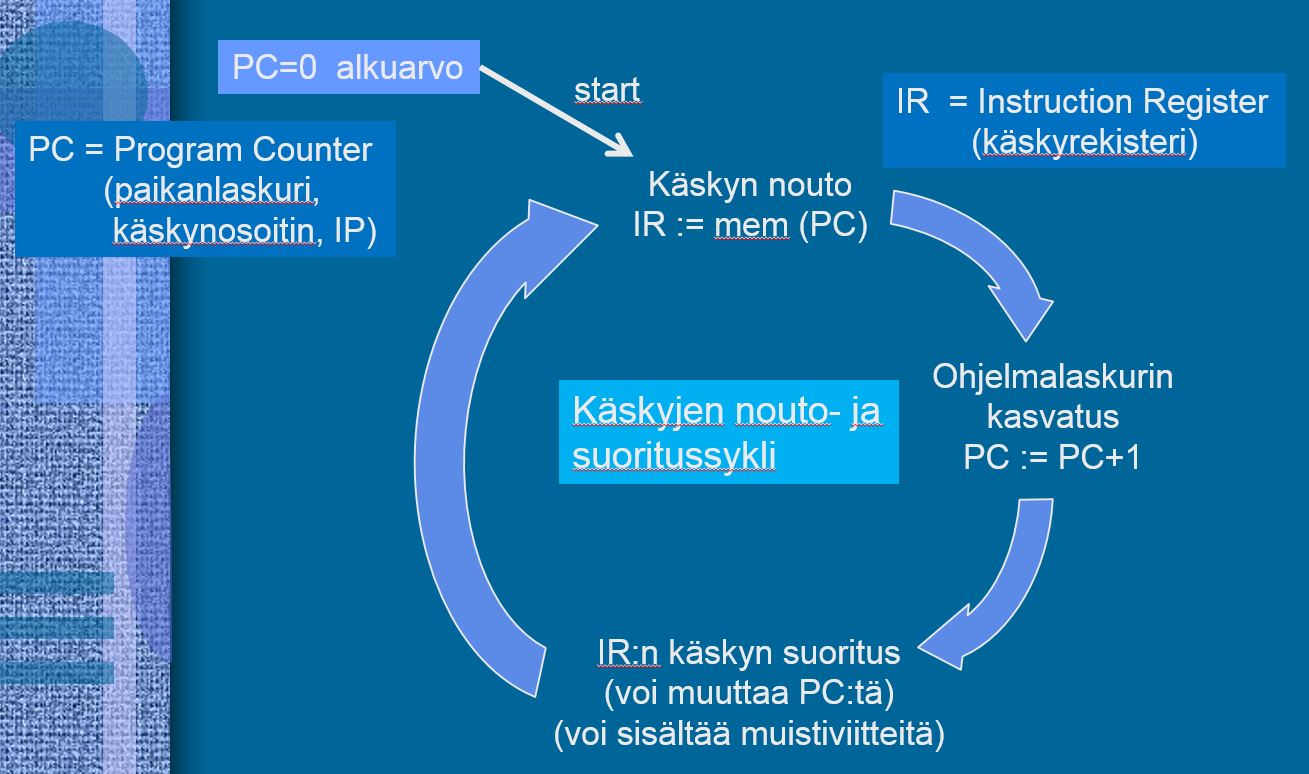 PC=0 alkuarvo
start
IR = Instruction Register
(käskyrekisteri)
PC = Program Counter
(paikanlaskuri,
käskynosoitin, IP)
Käskyn nouto
IR := mem (PC)
Ohjelmalaskurin
kasvatus
PC := PC+1
Käskyjen nouto- ja
suoritussykli
IR:n käskyn suoritus
(voi muuttaa PC:tä)
(voi sisältää muistiviitteitä)